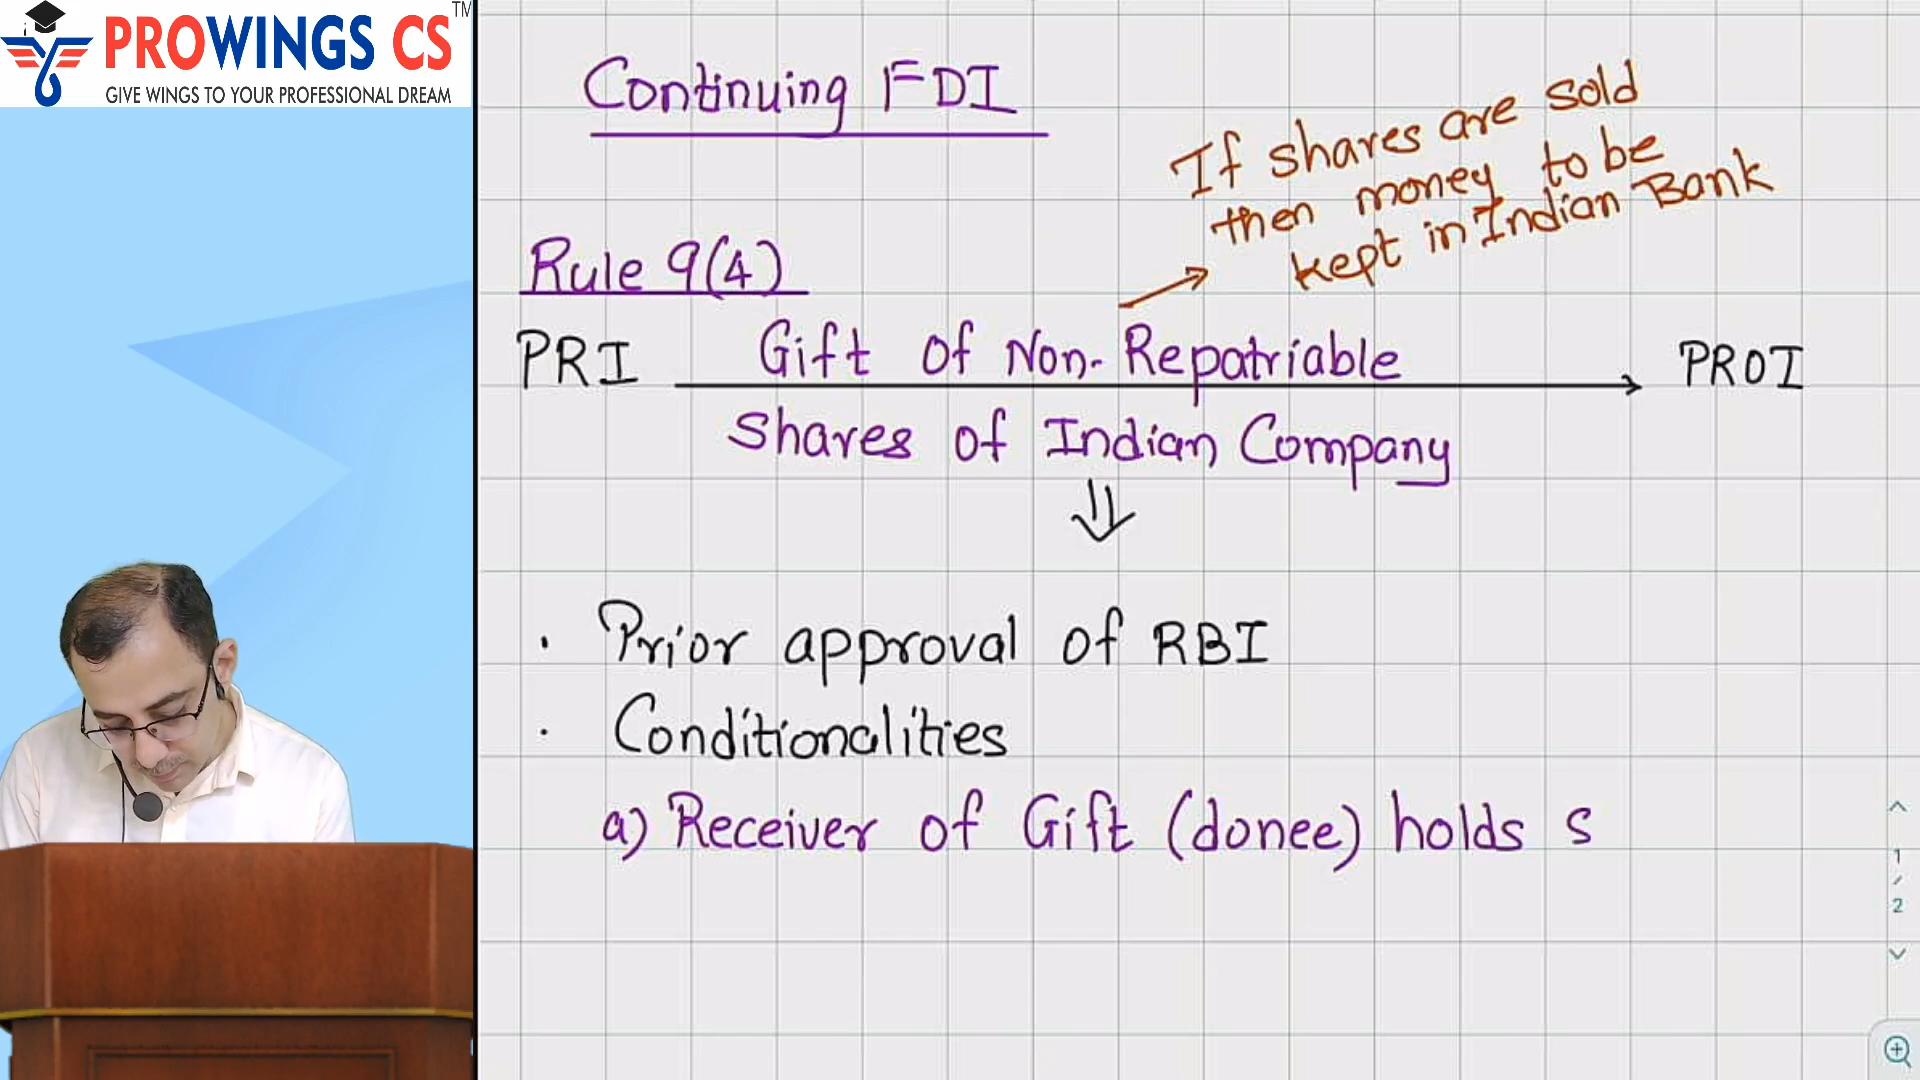 PROWINGS CS TM
GIVE WINGS TO YOUR PROFESSIONAL DREAM
Continuing FDI
If shares are sold
then money to be
kept in Indian Bank
Rule 9(4)
PRI Gift of Non-Repatriable PROI
Shares of Indian Company
· Prior approval of RBI
· Conditionalities
a) Receiver of Gift (donee) holds s
1
/
2